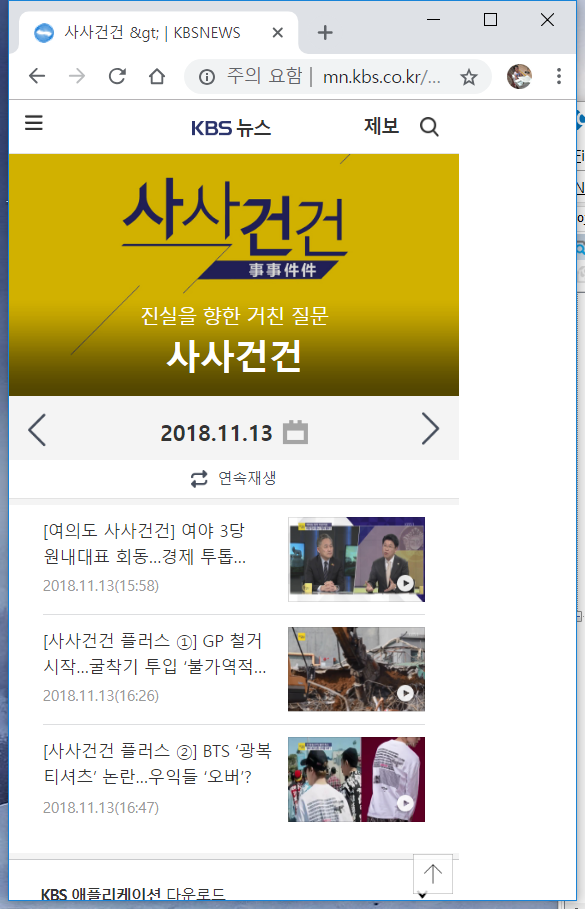 사사건건 &gt; | KBSNEWS
주의 요함 | mn.kbs.co.kr/...
KBS 뉴스 제보
사사건건
事事件件
진실을 향한 거친 질문
사사건건
2018.11.13
연속재생
[여의도 사사건건] 여야 3당
원내대표 회동...경제 투톱...
2018.11.13(15:58)
[사사건건 플러스 ①] GP 철거
시작...굴착기 투입 ‘불가역적...
2018.11.13(16:26)
[사사건건 플러스 ②] BTS ‘광복
티셔츠’ 논란...우익들 ‘오버’?
2018.11.13(16:47)
KBS 애플리케이션 다운로드